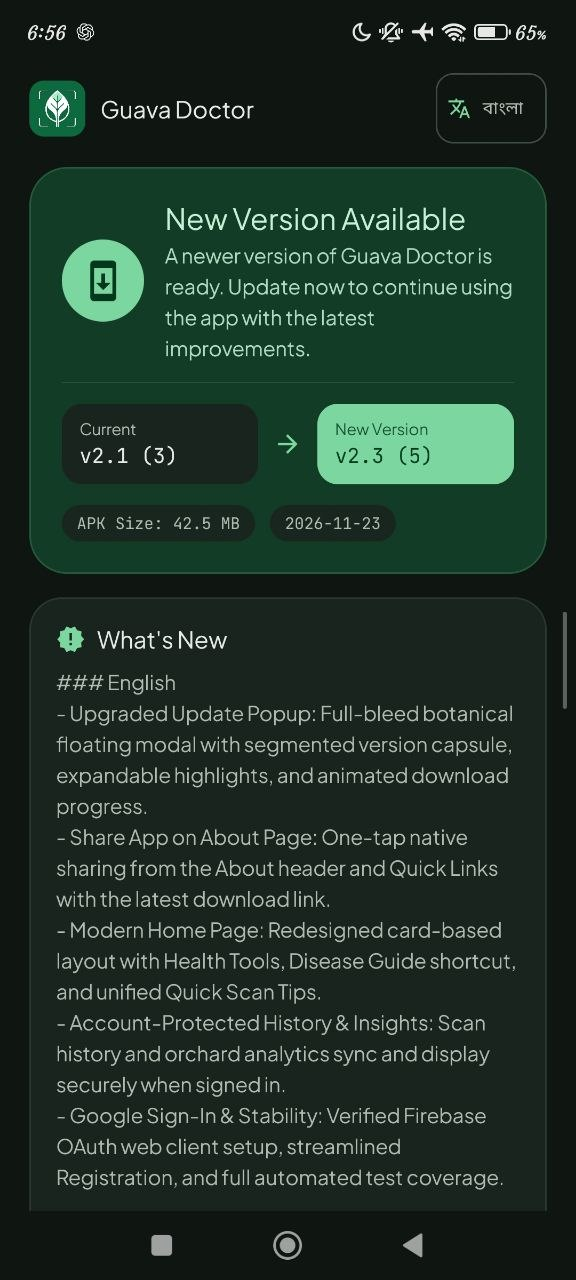 6:56
65%
Guava Doctor
বাংলা
New Version Available
A newer version of Guava Doctor is
ready. Update now to continue using
the app with the latest
improvements.
Current
v2.1 (3)
New Version
v2.3 (5)
APK Size: 42.5 MB
2026-11-23
What's New
### English
- Upgraded Update Popup: Full-bleed botanical
floating modal with segmented version capsule,
expandable highlights, and animated download
progress.
- Share App on About Page: One-tap native
sharing from the About header and Quick Links
with the latest download link.
- Modern Home Page: Redesigned card-based
layout with Health Tools, Disease Guide shortcut,
and unified Quick Scan Tips.
- Account-Protected History & Insights: Scan
history and orchard analytics sync and display
securely when signed in.
- Google Sign-In & Stability: Verified Firebase
OAuth web client setup, streamlined
Registration, and full automated test coverage.